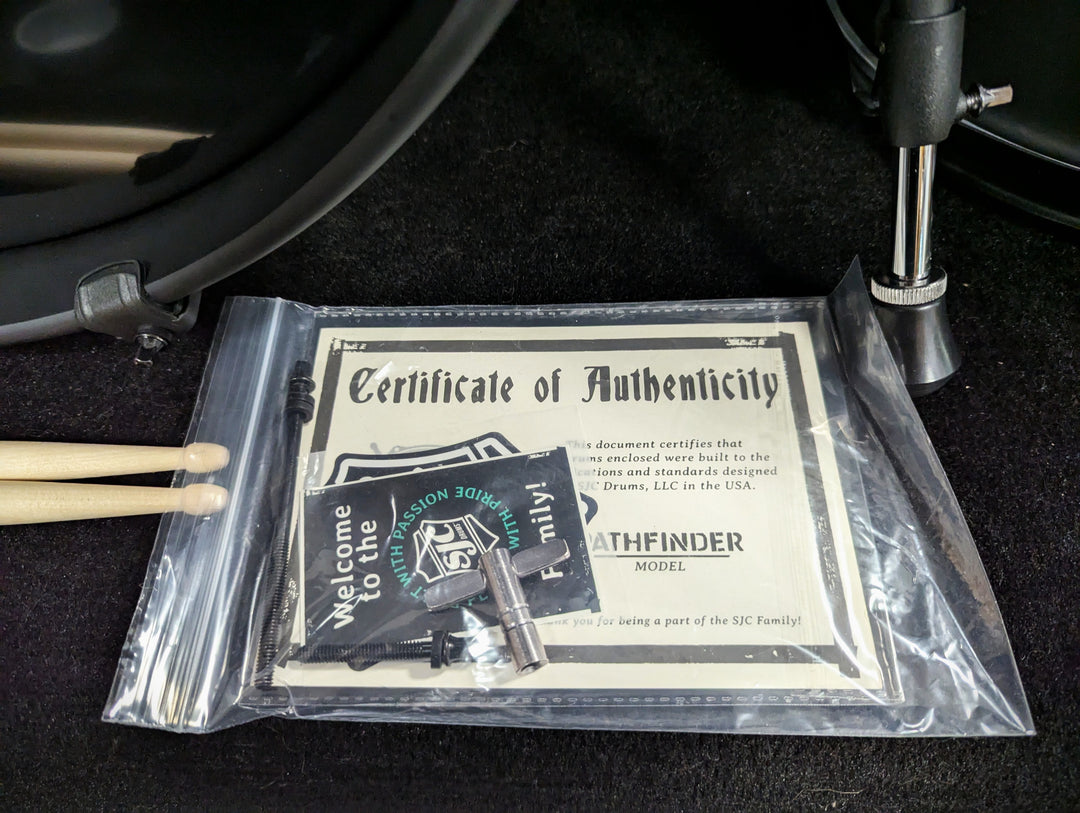 Certificate of Authenticity
This document certifies that
enclosed were built to the
and standards designed
SJC Drums, LLC in the USA.
PATHFINDER
MODEL
you for being a part of the SJC Family!
Welcome
to the
Family!
WITH PASSION
WITH PRIDE
SJC